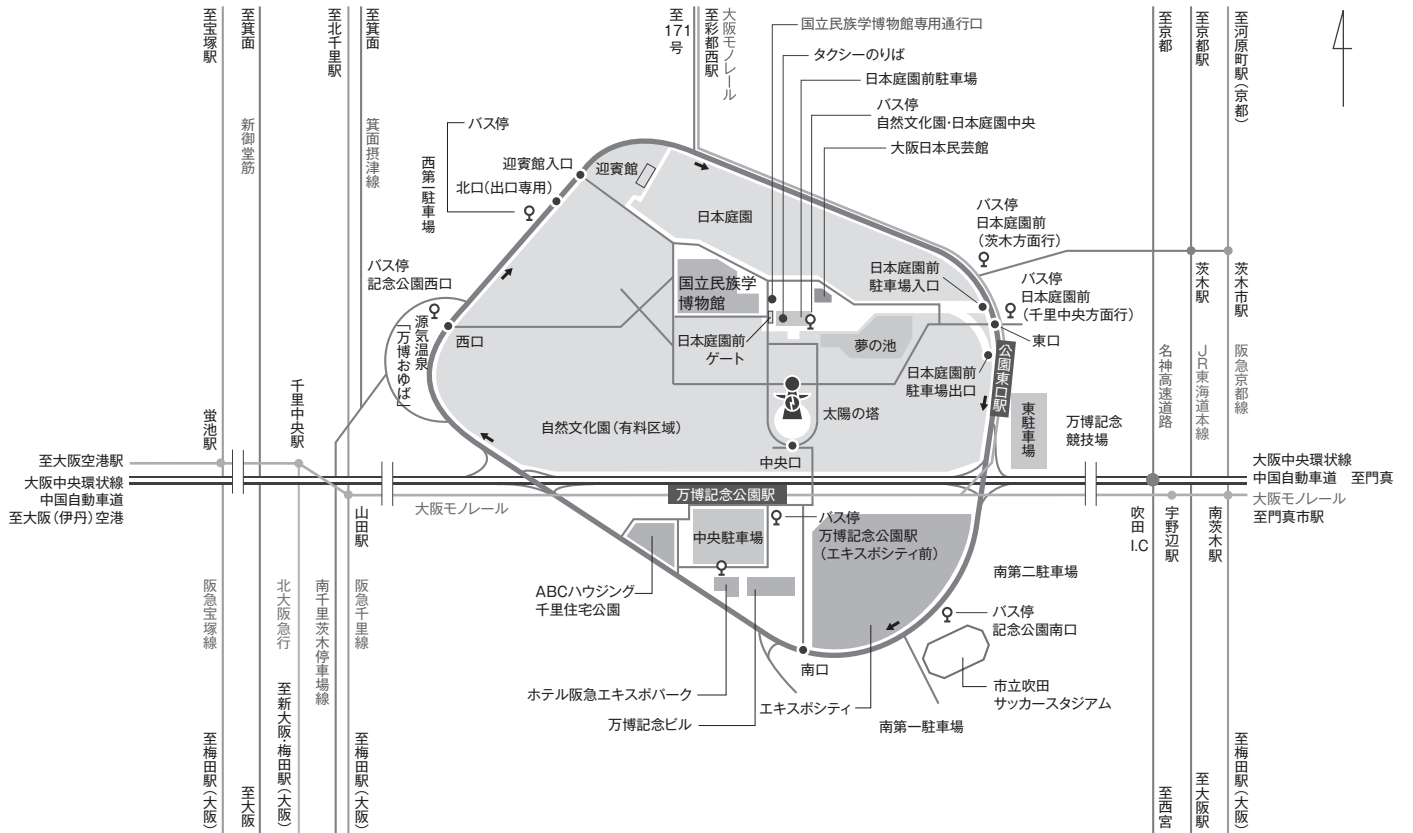 至宝塚駅
至箕面
至北千里駅
至箕面
至
171
号
至彩都西駅
大阪モノレール
国立民族学博物館専用通行口
タクシーのりば
日本庭園前駐車場
バス停
自然文化園・日本庭園中央
大阪日本民芸館
至京都
至京都駅
至河原町駅(京都)
新御堂筋
箕面摂津線
バス停
西第一駐車場
迎賓館入口
北口(出口専用)
迎賓館
日本庭園
バス停
日本庭園前
(茨木方面行)
バス停
記念公園西口
源気温泉
「万博おゆば」
西口
国立民族学
博物館
日本庭園前
駐車場入口
バス停
日本庭園前
(千里中央方面行)
東口
茨木駅
茨木市駅
日本庭園前
ゲート
夢の池
日本庭園前
駐車場出口
公園東口駅
名神高速道路
JR東海道本線
阪急京都線
太陽の塔
東駐車場
万博記念
競技場
自然文化園(有料区域)
中央口
蛍池駅
千里中央駅
至大阪空港駅
大阪中央環状線
中国自動車道
至大阪(伊丹)空港
大阪中央環状線
中国自動車道 至門真
大阪モノレール
至門真市駅
山田駅
大阪モノレール
万博記念公園駅
吹田
I.C
宇野辺駅
南茨木駅
中央駐車場
バス停
万博記念公園駅
(エキスポシティ前)
ABCハウジング
千里住宅公園
南第二駐車場
バス停
記念公園南口
阪急宝塚線
北大阪急行
南千里茨木停車場線
阪急千里線
南口
ホテル阪急エキスポパーク
万博記念ビル
エキスポシティ
南第一駐車場
市立吹田
サッカースタジアム
至梅田駅(大阪)
至大阪
至新大阪・梅田駅(大阪)
至梅田駅(大阪)
至西宮
至大阪駅
至梅田駅(大阪)